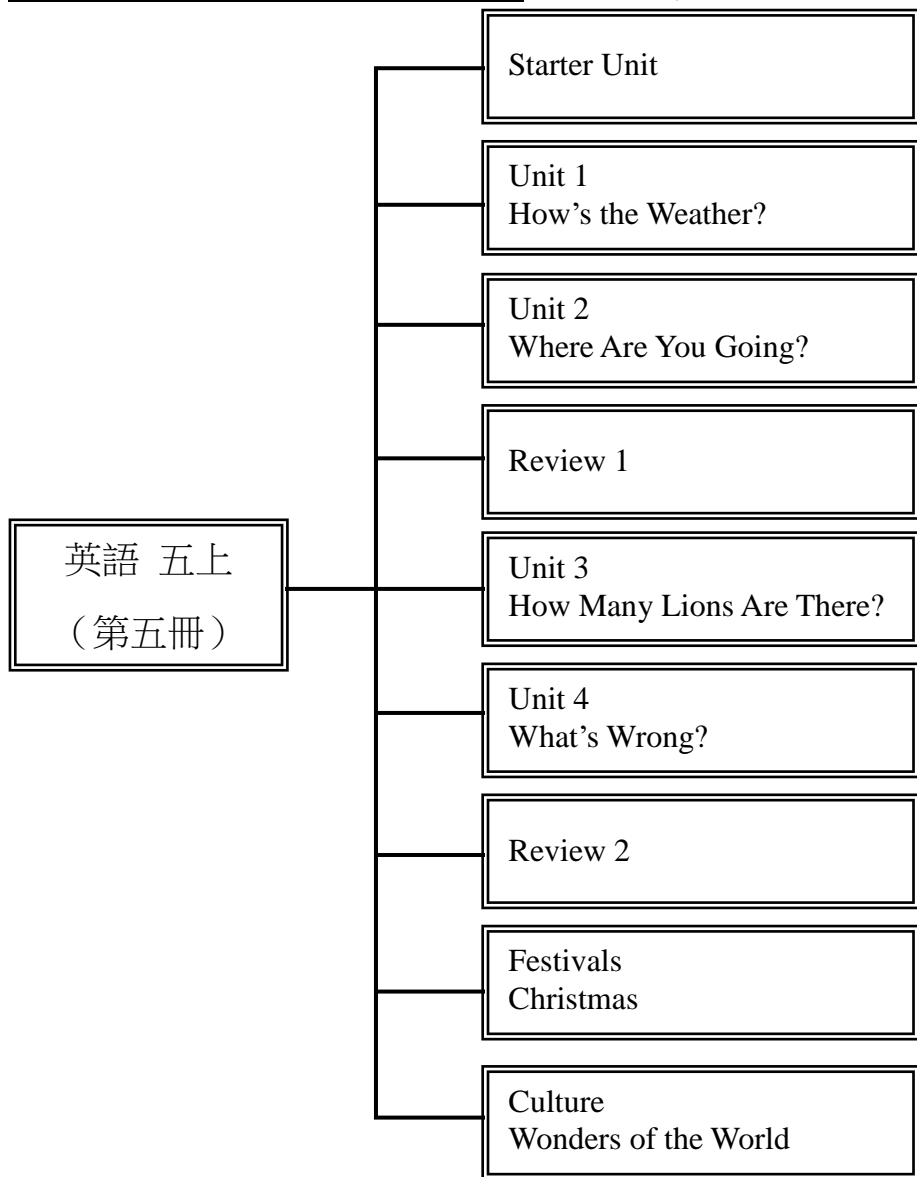 Starter Unit
Unit 1
How’s the Weather?
Unit 2
Where Are You Going?
Review 1
英語 五上
（第五冊）
Unit 3
How Many Lions Are There?
Unit 4
What’s Wrong?
Review 2
Festivals
Christmas
Culture
Wonders of the World